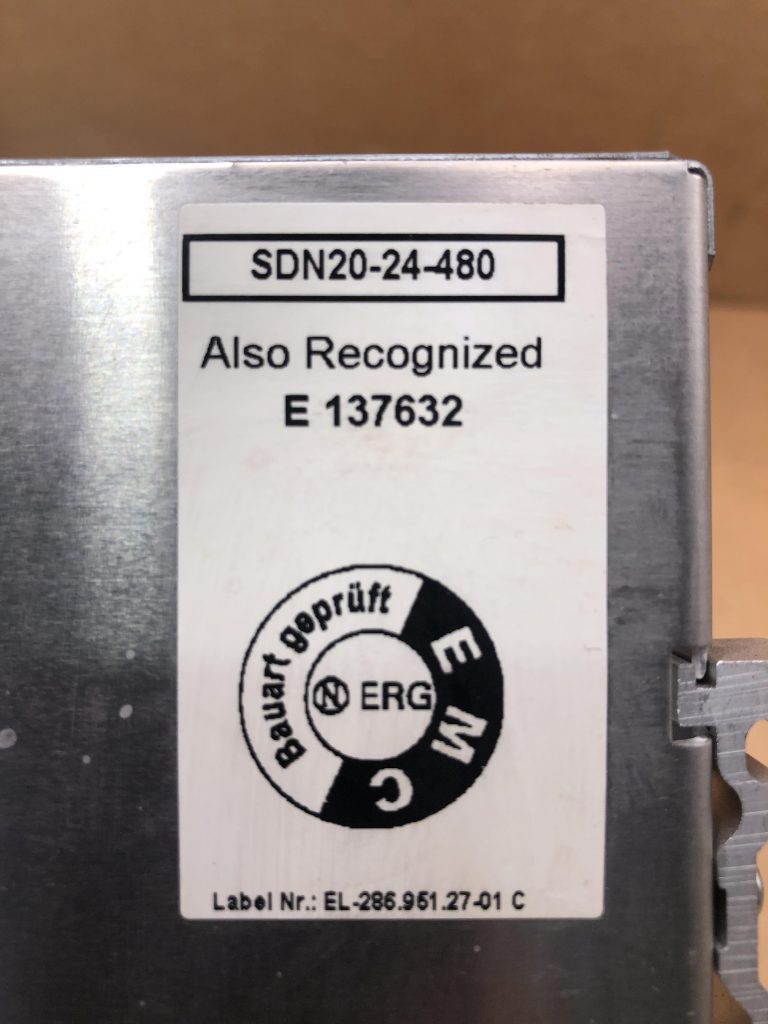 SDN20-24-480
Also Recognized
E 137632
Bauart geprüft
EMC
N ERG
Label Nr.: EL-286.951.27-01 C